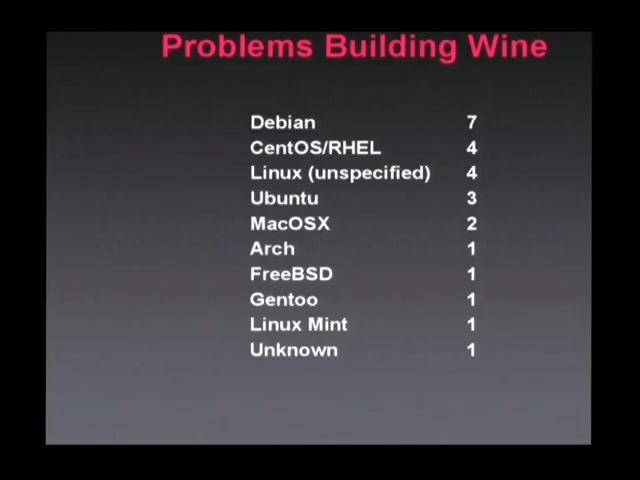 Problems Building Wine
Debian 7
CentOS/RHEL 4
Linux (unspecified) 4
Ubuntu 3
MacOSX 2
Arch 1
FreeBSD 1
Gentoo 1
Linux Mint 1
Unknown 1